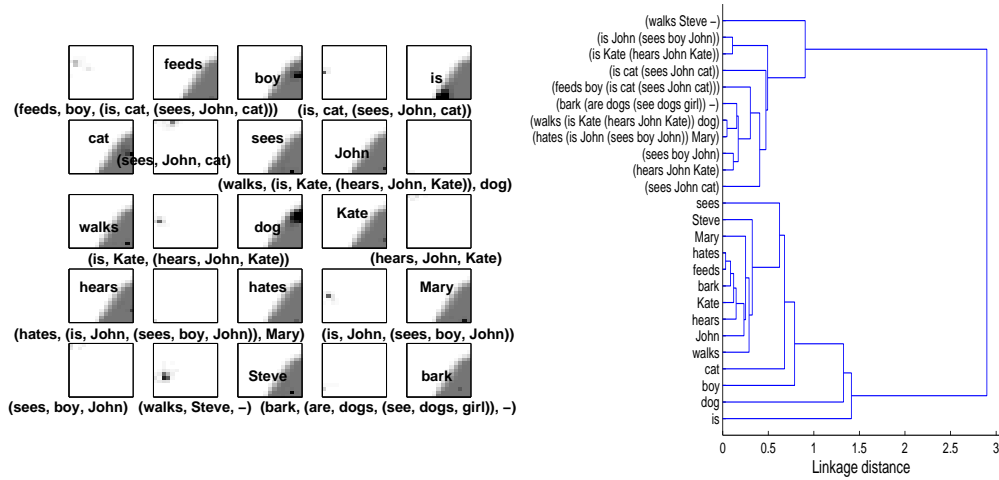 feeds
boy
is
(feeds, boy, (is, cat, (sees, John, cat)))
(is, cat, (sees, John, cat))
cat
(sees, John, cat)
sees
John
(walks, (is, Kate, (hears, John, Kate)), dog)
walks
dog
Kate
(is, Kate, (hears, John, Kate))
(hears, John, Kate)
hears
hates
Mary
(hates, (is, John, (sees, boy, John)), Mary)
(is, John, (sees, boy, John))
Steve
bark
(sees, boy, John)
(walks, Steve, −)
(bark, (are, dogs, (see, dogs, girl)), −)
(walks Steve −)
(is John (sees boy John))
(is Kate (hears John Kate))
(is cat (sees John cat))
(feeds boy (is cat (sees John cat)))
(bark (are dogs (see dogs girl)) −)
(walks (is Kate (hears John Kate)) dog)
(hates (is John (sees boy John)) Mary)
(sees boy John)
(hears John Kate)
(sees John cat)
sees
Steve
Mary
hates
feeds
bark
Kate
hears
John
walks
cat
boy
dog
is
0 0.5 1 1.5 2 2.5 3
Linkage distance